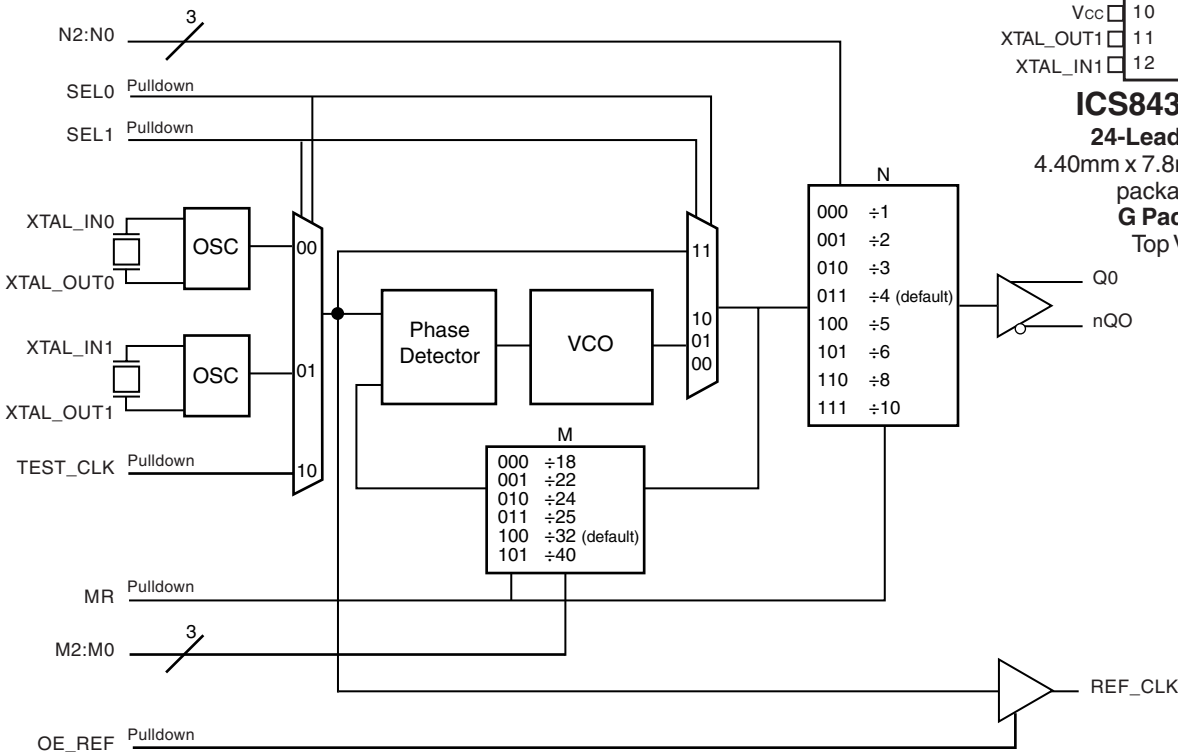 3
N2:N0
SEL0 Pulldown
SEL1 Pulldown
XTAL_IN0
XTAL_OUT0
OSC
00
XTAL_IN1
XTAL_OUT1
OSC
01
TEST_CLK Pulldown
10
Phase
Detector
VCO
11
10
01
00
M
000 ÷18
001 ÷22
010 ÷24
011 ÷25
100 ÷32 (default)
101 ÷40
N
000 ÷1
001 ÷2
010 ÷3
011 ÷4 (default)
100 ÷5
101 ÷6
110 ÷8
111 ÷10
Q0
nQO
MR Pulldown
3
M2:M0
REF_CLK
OE_REF Pulldown
VCC 10
XTAL_OUT1 11
XTAL_IN1 12
ICS843
24-Lead
4.40mm x 7.8
packa
G Pac
Top